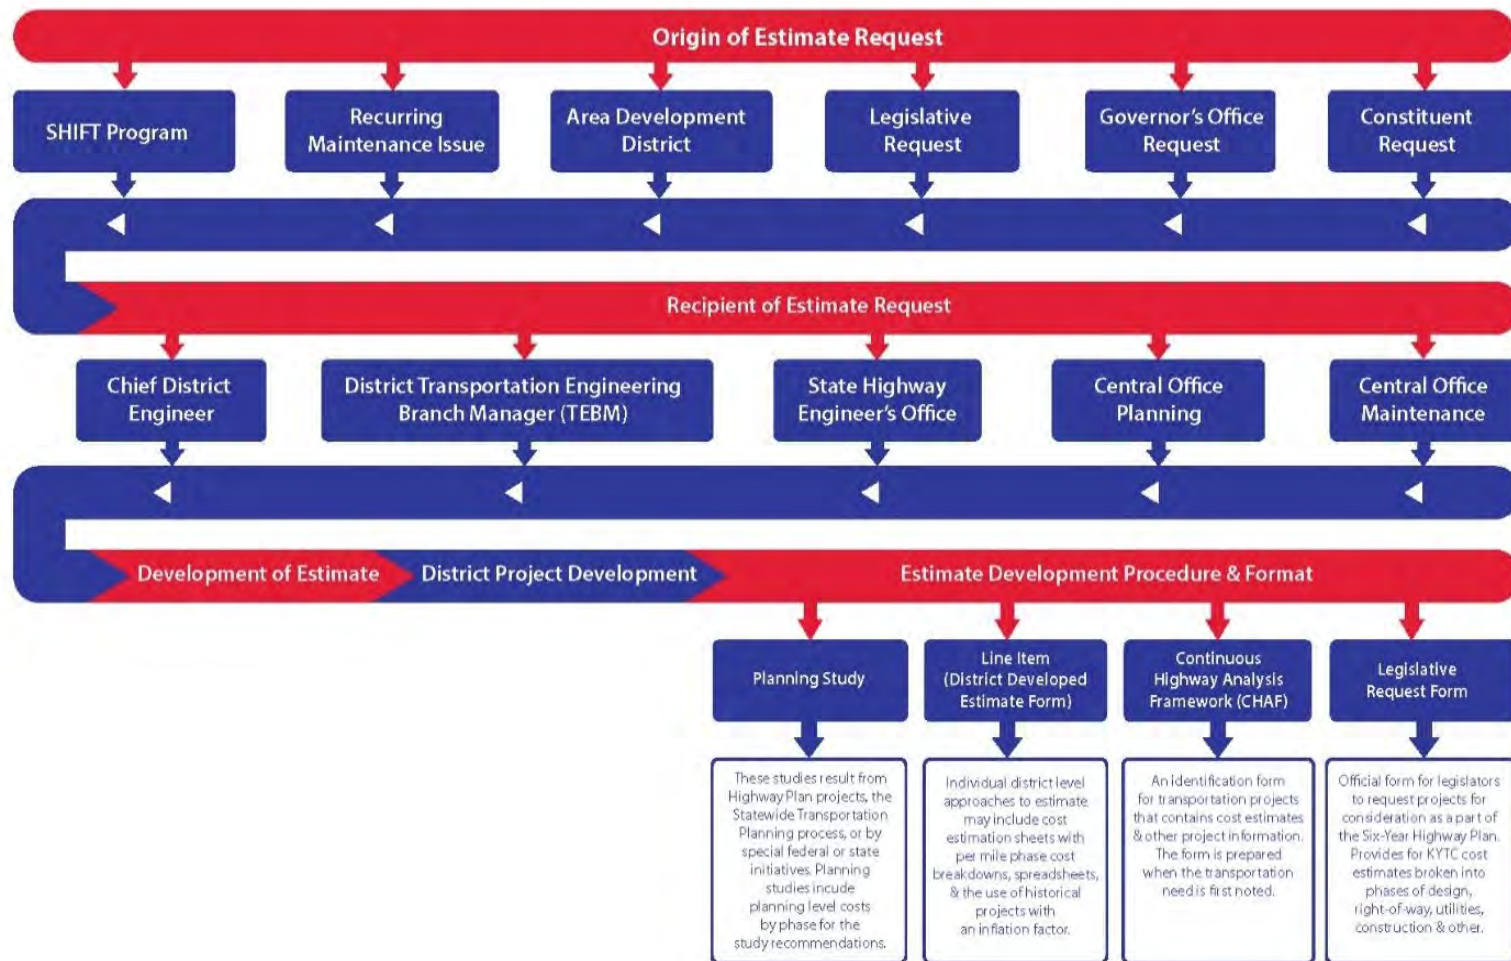 Origin of Estimate Request
SHIFT Program
Recurring
Maintenance Issue
Area Development
District
Legislative
Request
Governor's Office
Request
Constituent
Request
Recipient of Estimate Request
Chief District
Engineer
District Transportation Engineering
Branch Manager (TEBM)
State Highway
Engineer's Office
Central Office
Planning
Central Office
Maintenance
Development of Estimate
District Project Development
Estimate Development Procedure & Format
Planning Study
Line Item
(District Developed
Estimate Form)
Continuous
Highway Analysis
Framework (CHAF)
Legislative
Request Form
These studies result from
Highway Plan projects, the
Statewide Transportation
Planning process, or by
special federal or state
initiatives. Planning
studies incude
planning level costs
by phase for the
study recommendations.
Individual district level
approaches to estimate
may include cost
estimation sheets with
per mile phase cost
breakdowns, spreadsheets,
& the use of historical
projects with
an inflation factor.
An identification form
for transportation projects
that contains cost estimates
& other project information.
The form is prepared
when the transportation
need is first noted.
Official form for legislators
to request projects for
consideration as a part of
the Six-Year Highway Plan.
Provides for KYTC cost
estimates broken into
phases of design,
right-of-way, utilities,
construction & other.